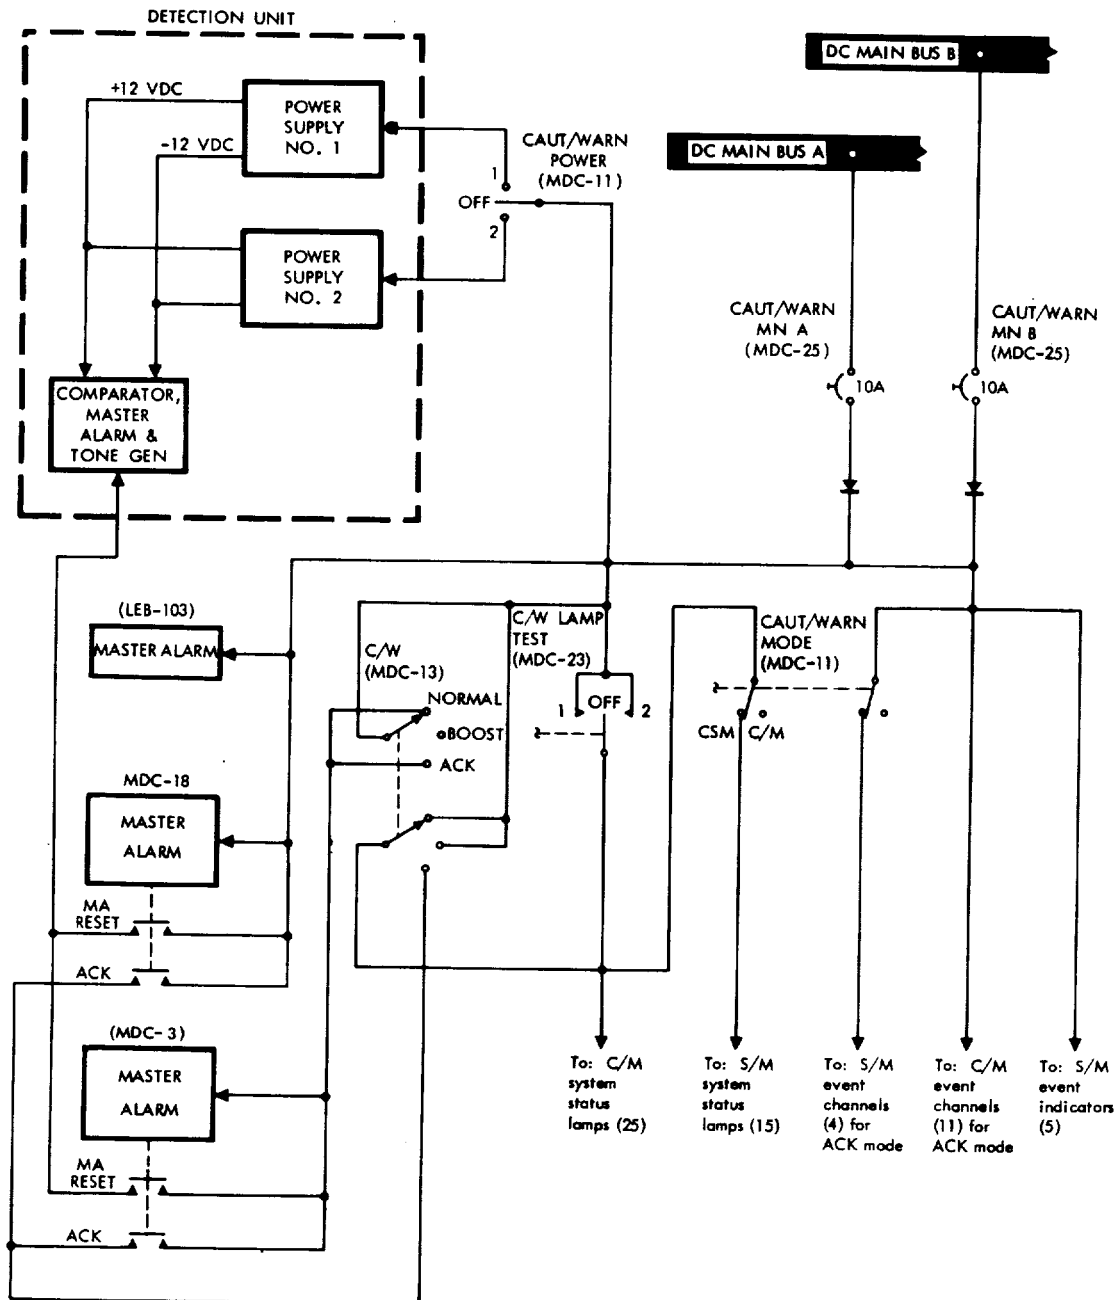 DETECTION UNIT
DC MAIN BUS B
+12 VDC
POWER
SUPPLY
NO. 1
-12 VDC
CAUT/WARN
POWER
(MDC-11)
DC MAIN BUS A
1
OFF
2
POWER
SUPPLY
NO. 2
CAUT/WARN
MN A
(MDC-25)
CAUT/WARN
MN B
(MDC-25)
10A
10A
COMPARATOR,
MASTER
ALARM &
TONE GEN
(LEB-103)
MASTER ALARM
C/W
(MDC-13)
NORMAL
BOOST
ACK
C/W LAMP
TEST
(MDC-23)
OFF
1
2
CAUT/WARN
MODE
(MDC-11)
CSM
C/M
MDC-18
MASTER
ALARM
MA
RESET
ACK
(MDC-3)
MASTER
ALARM
MA
RESET
ACK
To: C/M
system
status
lamps (25)
To: S/M
system
status
lamps (15)
To: S/M
event
channels
(4) for
ACK mode
To: C/M
event
channels
(11) for
ACK mode
To: S/M
event
indicators
(5)